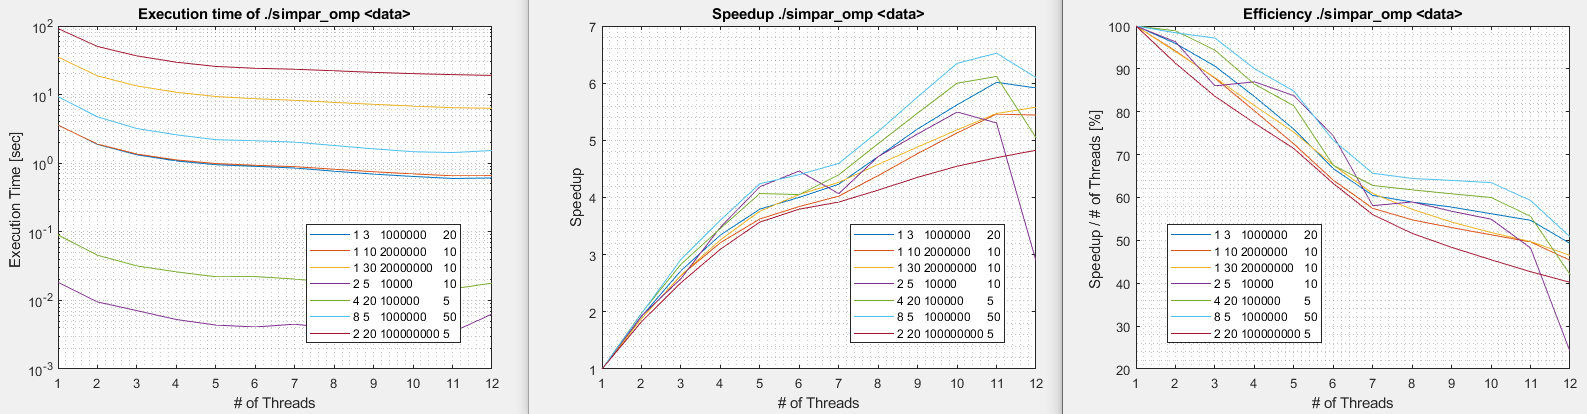 Execution time of ./simpar_omp <data>
Execution Time [sec]
10^2
10^1
10^0
10^-1
10^-2
10^-3
1 3 1000000 20
1 10 2000000 10
1 30 20000000 10
2 5 10000 10
4 20 100000 5
8 5 1000000 50
2 20 100000000 5
1 2 3 4 5 6 7 8 9 10 11 12
# of Threads
Speedup ./simpar_omp <data>
Speedup
7
6
5
4
3
2
1
1 3 1000000 20
1 10 2000000 10
1 30 20000000 10
2 5 10000 10
4 20 100000 5
8 5 1000000 50
2 20 100000000 5
1 2 3 4 5 6 7 8 9 10 11 12
# of Threads
Efficiency ./simpar_omp <data>
Speedup / # of Threads [%]
100
90
80
70
60
50
40
30
20
1 3 1000000 20
1 10 2000000 10
1 30 20000000 10
2 5 10000 10
4 20 100000 5
8 5 1000000 50
2 20 100000000 5
1 2 3 4 5 6 7 8 9 10 11 12
# of Threads